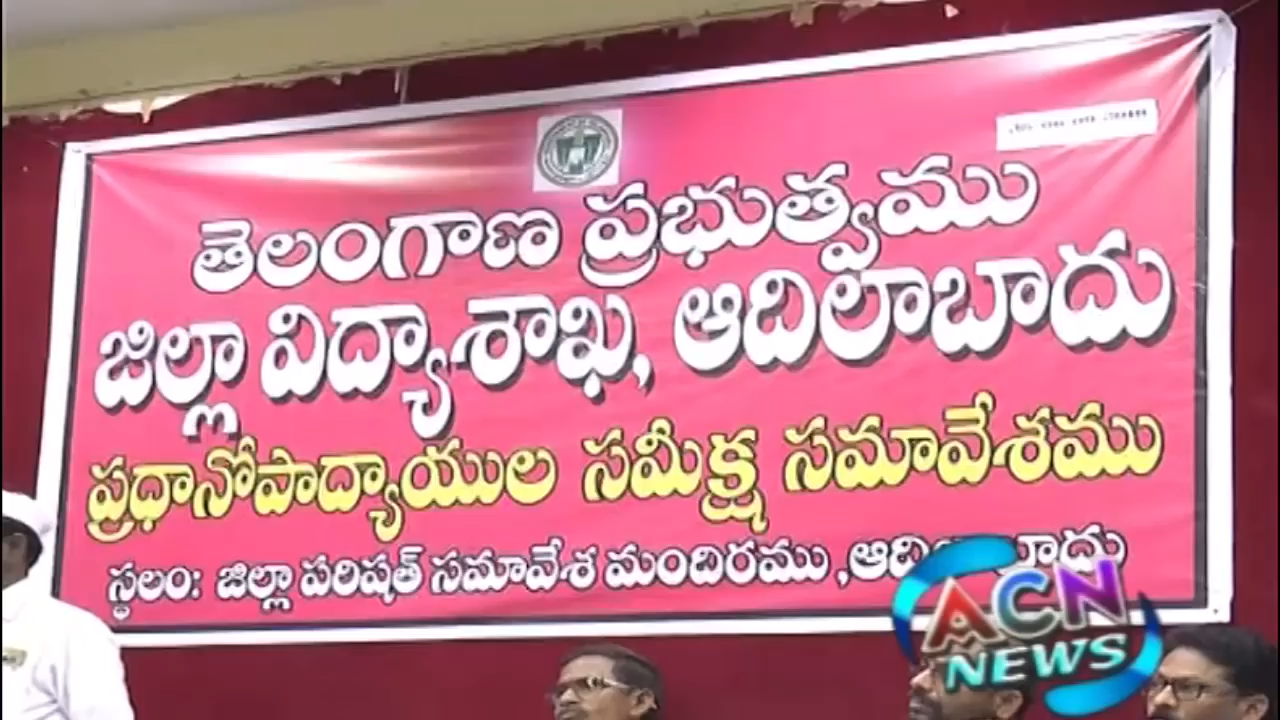 తెలంగాణ ప్రభుత్వము
జిల్లా విద్యాశాఖ, ఆదిలాబాదు
ప్రధానోపాద్యాయుల సమీక్ష సమావేశము
స్థలం: జిల్లా పరిషత్ సమావేశ మందిరము ,
ACN
NEWS